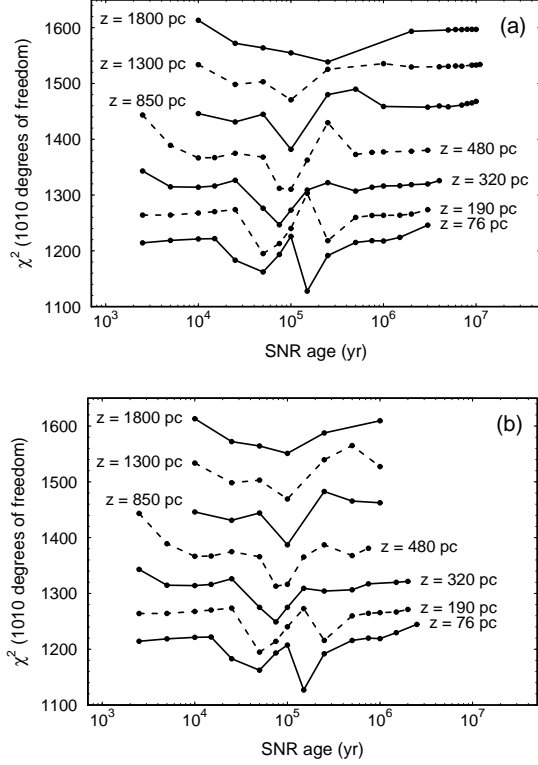 (a)
z = 1800 pc
z = 1300 pc
z = 850 pc
z = 480 pc
z = 320 pc
z = 190 pc
z = 76 pc
1600
1500
1400
1300
1200
1100
χ² (1010 degrees of freedom)
10³ 10⁴ 10⁵ 10⁶ 10⁷
SNR age (yr)
(b)
z = 1800 pc
z = 1300 pc
z = 850 pc
z = 480 pc
z = 320 pc
z = 190 pc
z = 76 pc
1600
1500
1400
1300
1200
1100
χ² (1010 degrees of freedom)
10³ 10⁴ 10⁵ 10⁶ 10⁷
SNR age (yr)